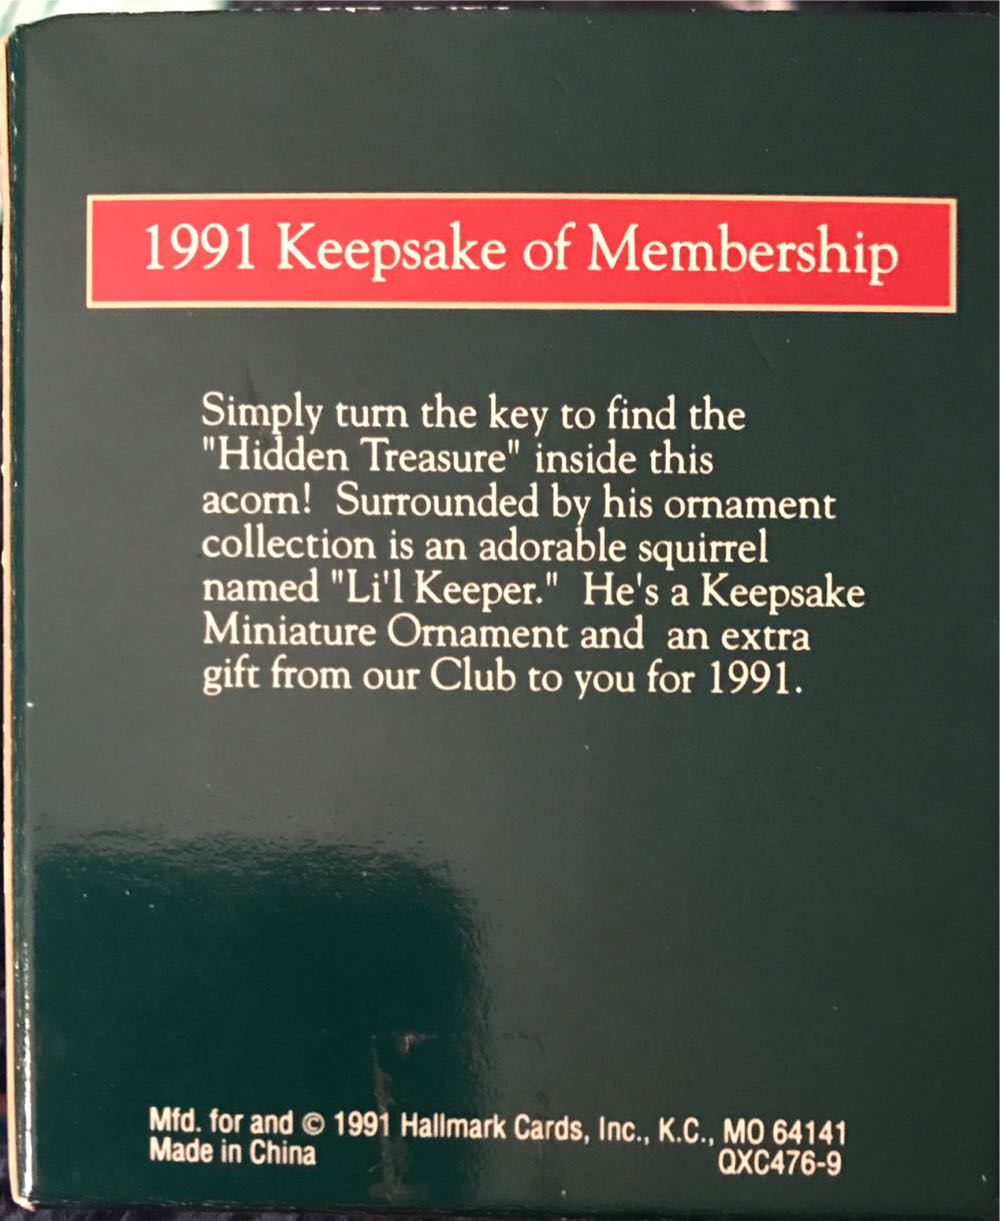 1991 Keepsake of Membership
Simply turn the key to find the
"Hidden Treasure" inside this
acorn! Surrounded by his ornament
collection is an adorable squirrel
named "Li'l Keeper." He's a Keepsake
Miniature Ornament and an extra
gift from our Club to you for 1991.
Mfd. for and © 1991 Hallmark Cards, Inc., K.C., MO 64141
Made in China QXC476-9